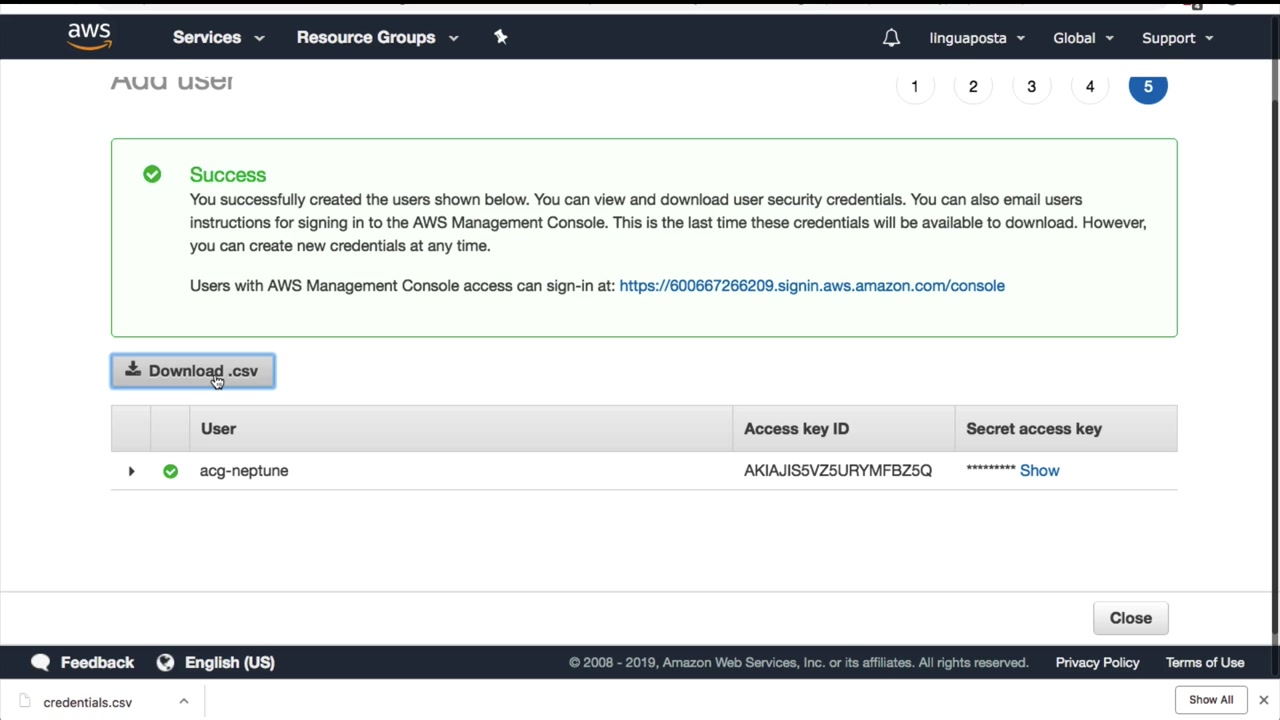 aws
Services Resource Groups linguaposta Global Support
Add user
1 2 3 4 5
Success
You successfully created the users shown below. You can view and download user security credentials. You can also email users
instructions for signing in to the AWS Management Console. This is the last time these credentials will be available to download. However,
you can create new credentials at any time.
Users with AWS Management Console access can sign-in at: https://600667266209.signin.aws.amazon.com/console
Download .csv
User Access key ID Secret access key
acg-neptune AKIAJIS5VZ5URYMFBZ5Q ********* Show
Close
Feedback English (US) © 2008 - 2019, Amazon Web Services, Inc. or its affiliates. All rights reserved. Privacy Policy Terms of Use
credentials.csv Show All